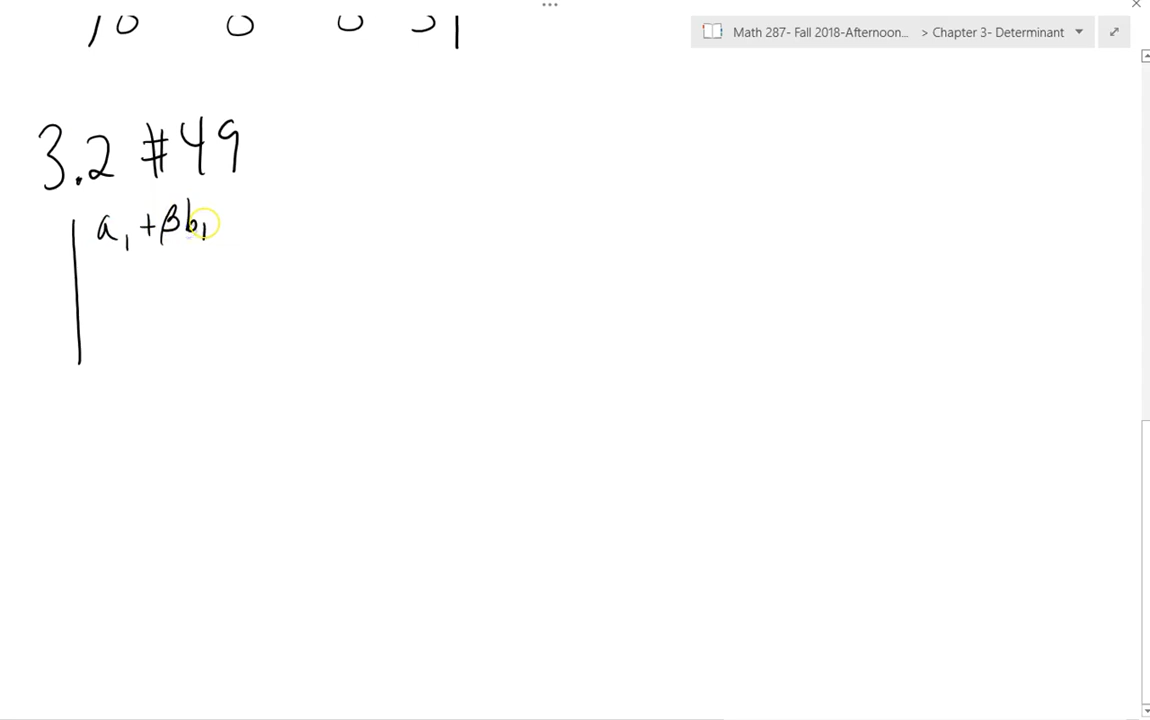 Math 287- Fall 2018-Afternoon... > Chapter 3- Determinant
3.2 #49
a₁ + βb₁